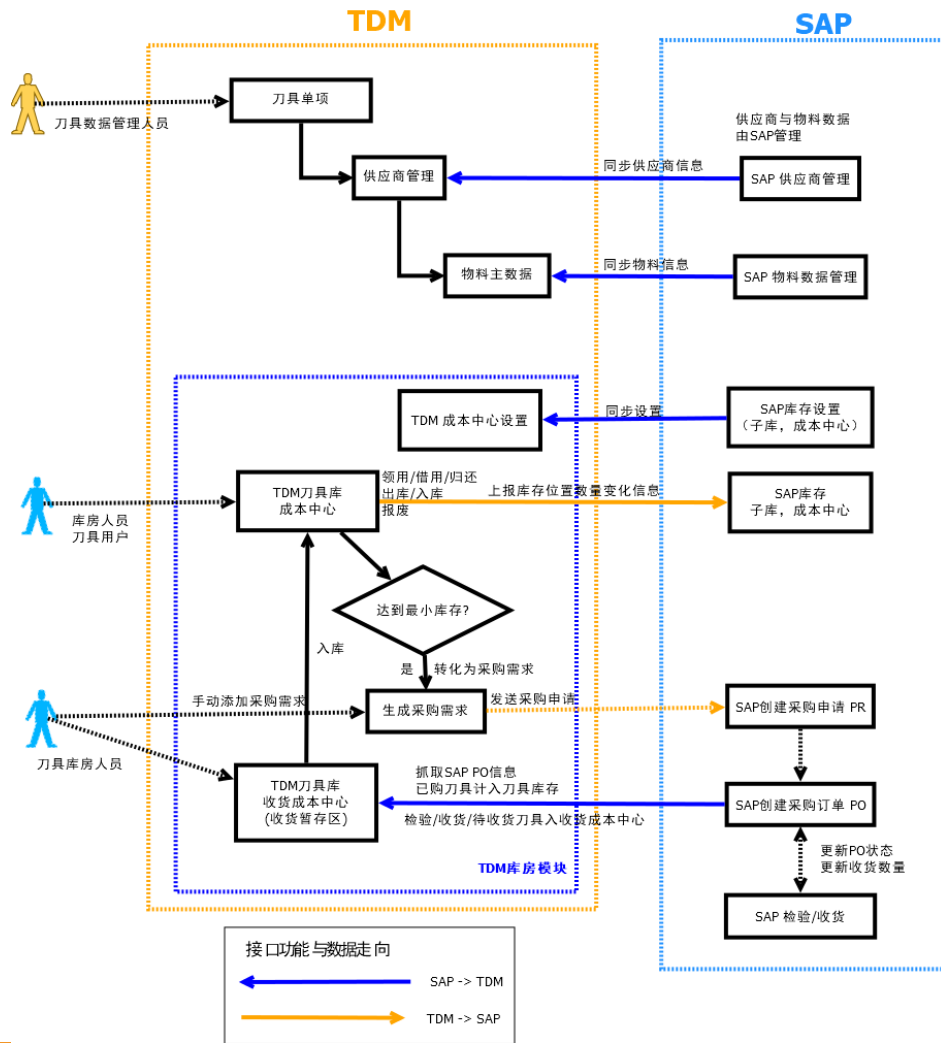 TDM
SAP
刀具单项
刀具数据管理人员
供应商与物料数据
由SAP管理
供应商管理
同步供应商信息
SAP 供应商管理
物料主数据
同步物料信息
SAP 物料数据管理
TDM 成本中心设置
同步设置
SAP库存设置
（子库，成本中心）
TDM刀具库
成本中心
领用/借用/归还
出库/入库
报废
上报库存位置数量变化信息
SAP库存
子库，成本中心
库房人员
刀具用户
达到最小库存?
入库
是
转化为采购需求
手动添加采购需求
生成采购需求
发送采购申请
SAP创建采购申请 PR
刀具库房人员
TDM刀具库
收货成本中心
(收货暂存区)
抓取SAP PO信息
已购刀具计入刀具库存
检验/收货/待收货刀具入收货成本中心
SAP创建采购订单 PO
更新PO状态
更新收货数量
TDM库房模块
SAP 检验/收货
接口功能与数据走向
SAP -> TDM
TDM -> SAP